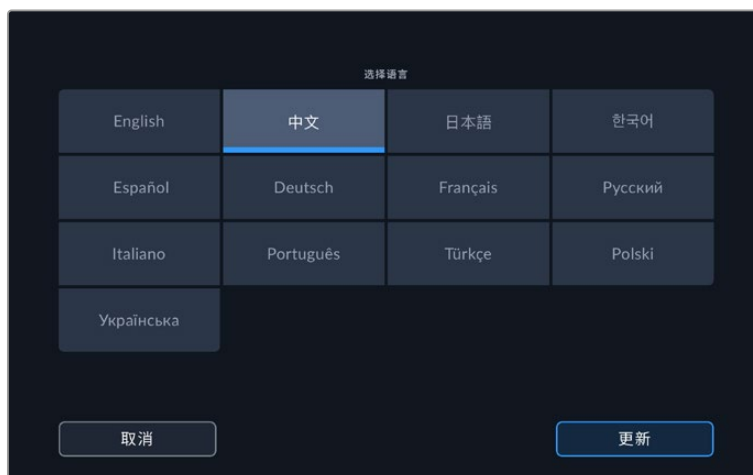 选择语言
English 中文 日本語 한국어
Español Deutsch Français Русский
Italiano Português Türkçe Polski
Українська
取消 更新